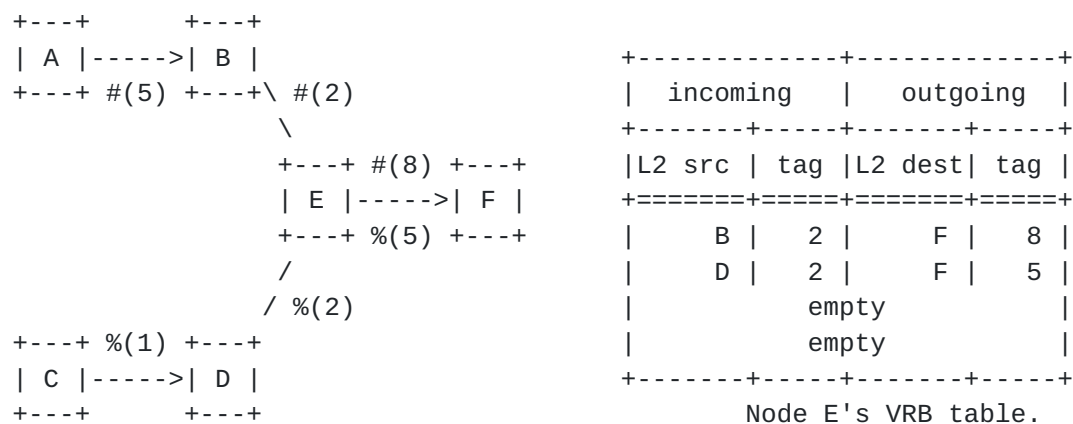 +---+      +---+
| A |----->| B |                       +-------------+-------------+
+---+ #(5) +---+\ #(2)                 |  incoming   |   outgoing  |
                 \                     +-------+-----+-------+-----+
                 +---+ #(8) +---+      |L2 src | tag |L2 dest| tag |
                 | E |----->| F |      +=======+=====+=======+=====+
                 +---+ %(5) +---+      |     B |   2 |     F |   8 |
                 /                     |     D |   2 |     F |   5 |
                / %(2)                 |           empty           |
+---+ %(1) +---+                       |           empty           |
| C |----->| D |                       +-------+-----+-------+-----+
+---+      +---+                               Node E's VRB table.